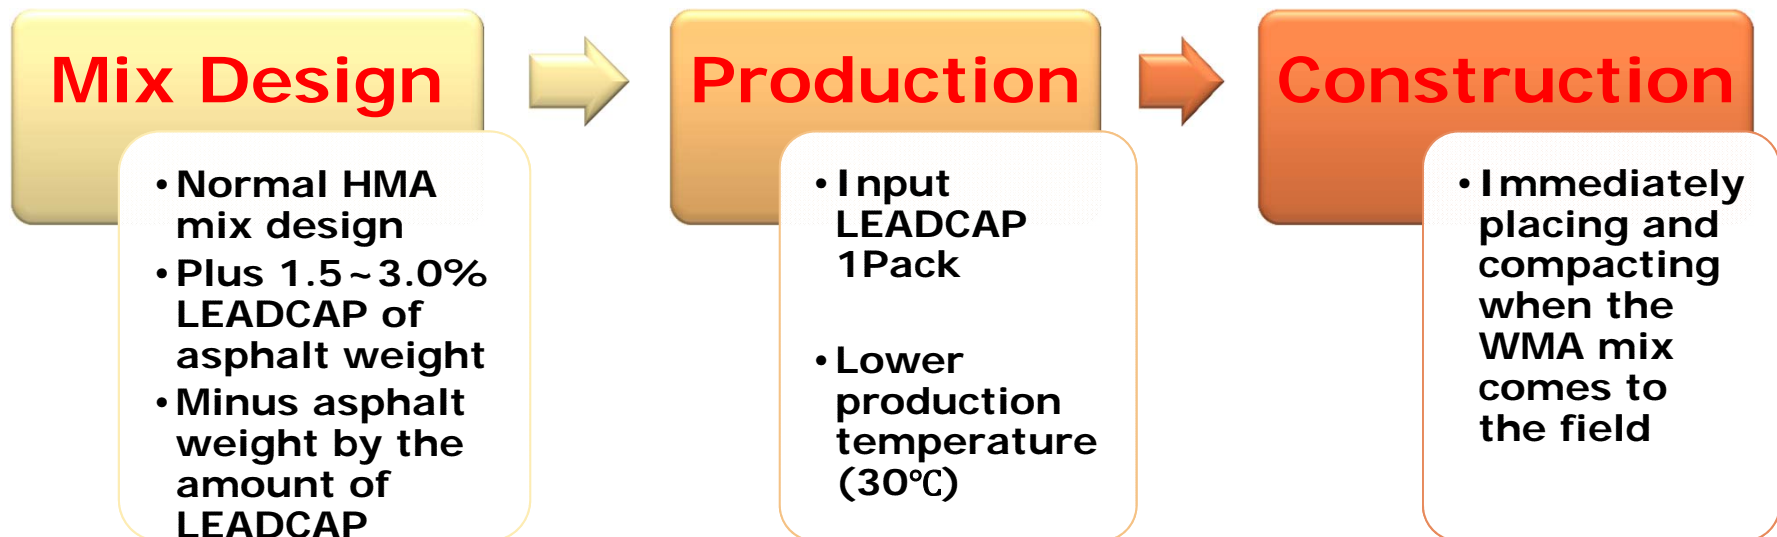 Mix Design
• Normal HMA
mix design
• Plus 1.5~3.0%
LEADCAP of
asphalt weight
• Minus asphalt
weight by the
amount of
LEADCAP
Production
• Input
LEADCAP
1Pack
• Lower
production
temperature
(30℃)
Construction
• Immediately
placing and
compacting
when the
WMA mix
comes to
the field